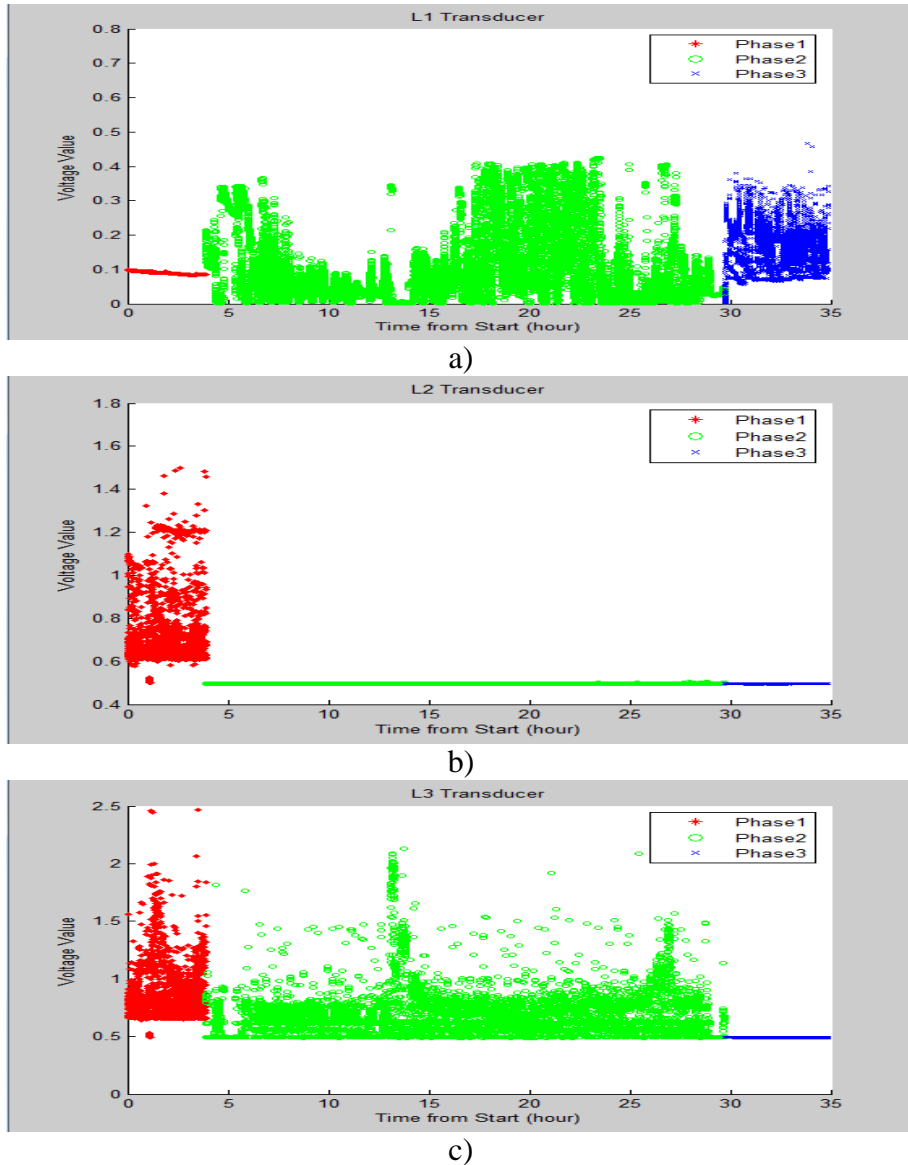 L1 Transducer
0.8
0.7
0.6
0.5
0.4
0.3
0.2
0.1
0
Voltage Value
Phase1
Phase2
Phase3
0 5 10 15 20 25 30 35
Time from Start (hour)
a)
L2 Transducer
1.8
1.6
1.4
1.2
1
0.8
0.6
0.4
Voltage Value
Phase1
Phase2
Phase3
0 5 10 15 20 25 30 35
Time from Start (hour)
b)
L3 Transducer
2.5
2
1.5
1
0.5
0
Voltage Value
Phase1
Phase2
Phase3
0 5 10 15 20 25 30 35
Time from Start (hour)
c)